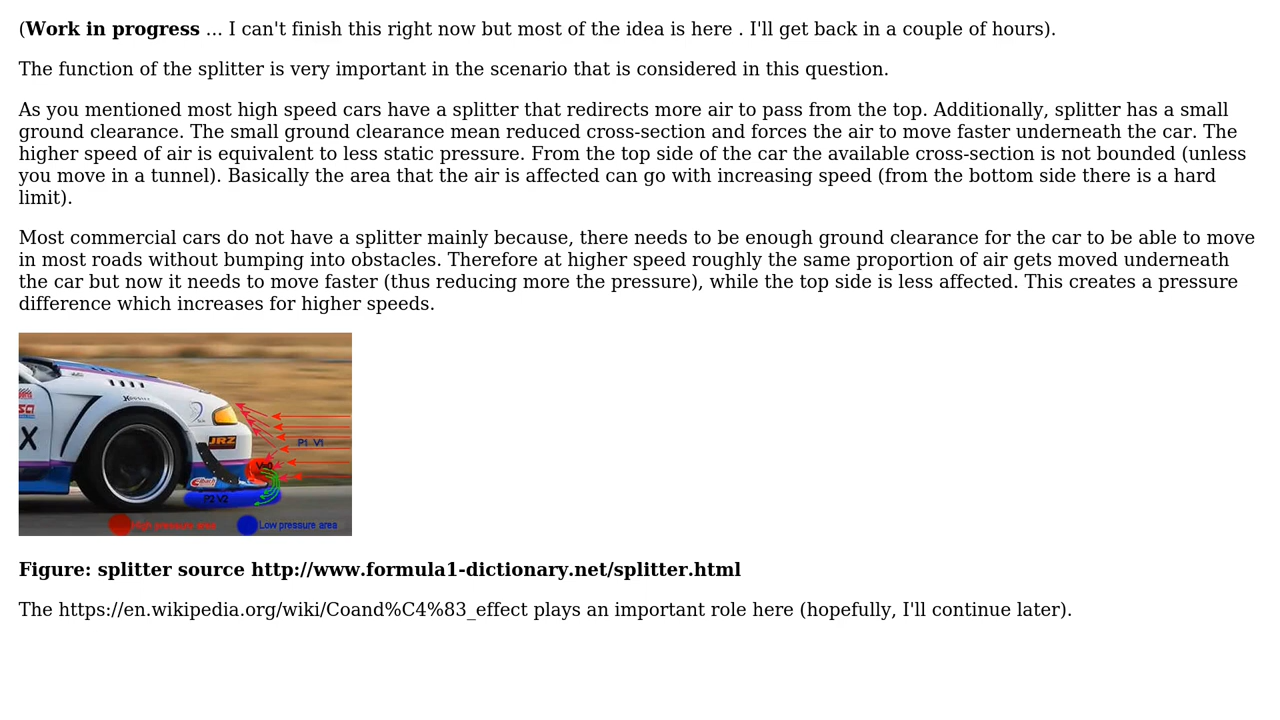 (Work in progress ... I can't finish this right now but most of the idea is here . I'll get back in a couple of hours).
The function of the splitter is very important in the scenario that is considered in this question.
As you mentioned most high speed cars have a splitter that redirects more air to pass from the top. Additionally, splitter has a small
ground clearance. The small ground clearance mean reduced cross-section and forces the air to move faster underneath the car. The
higher speed of air is equivalent to less static pressure. From the top side of the car the available cross-section is not bounded (unless
you move in a tunnel). Basically the area that the air is affected can go with increasing speed (from the bottom side there is a hard
limit).
Most commercial cars do not have a splitter mainly because, there needs to be enough ground clearance for the car to be able to move
in most roads without bumping into obstacles. Therefore at higher speed roughly the same proportion of air gets moved underneath
the car but now it needs to move faster (thus reducing more the pressure), while the top side is less affected. This creates a pressure
difference which increases for higher speeds.
X
JRZ
P1 V1
V=0
P2 V2
High pressure area
Low pressure area
Figure: splitter source http://www.formula1-dictionary.net/splitter.html
The https://en.wikipedia.org/wiki/Coand%C4%83_effect plays an important role here (hopefully, I'll continue later).